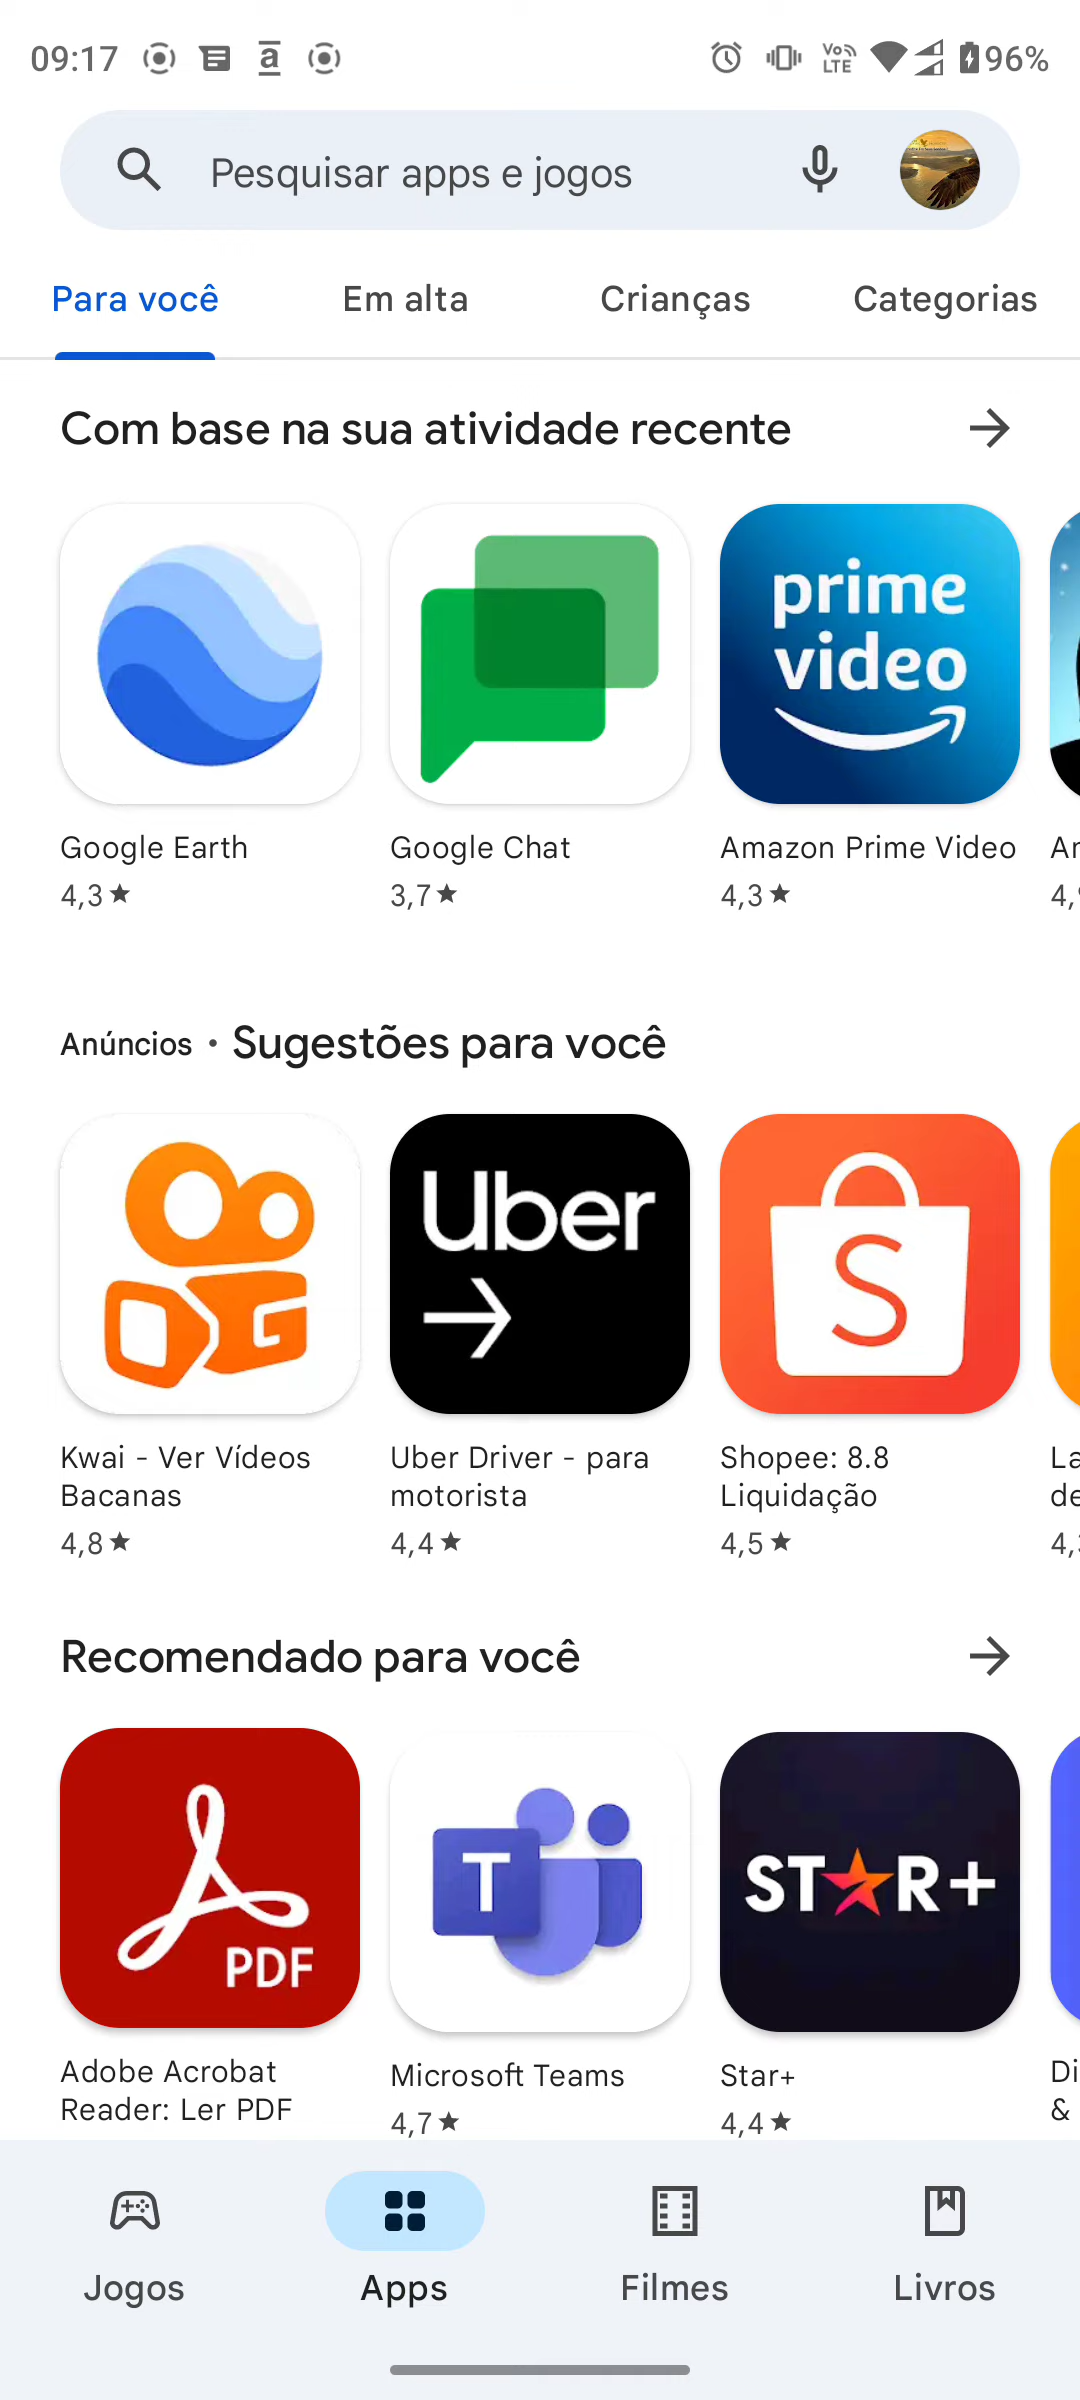 09:17 96%
Pesquisar apps e jogos
Para você Em alta Crianças Categorias
Com base na sua atividade recente
prime
video
Google Earth Google Chat Amazon Prime Video
4,3★ 3,7★ 4,3★
Anúncios • Sugestões para você
Uber
S
Kwai - Ver Vídeos Bacanas
4,8★
Uber Driver - para motorista
4,4★
Shopee: 8.8 Liquidação
4,5★
Recomendado para você
PDF
T
STAR+
Adobe Acrobat
Reader: Ler PDF
Microsoft Teams
4,7★
Star+
4,4★
&
Jogos Apps Filmes Livros